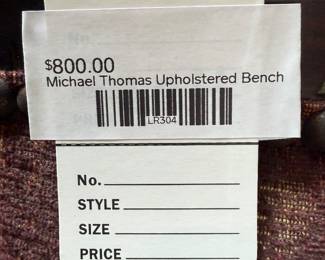 $800.00
Michael Thomas Upholstered Bench
LR304
No.
STYLE
SIZE
PRICE